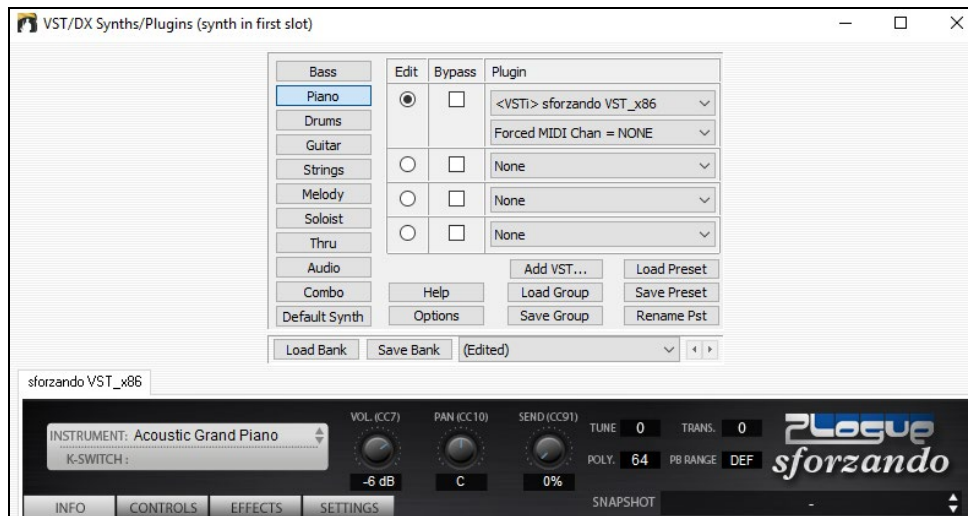 VST/DX Synths/Plugins (synth in first slot)
Bass Edit Bypass Plugin
Piano <VSTi> sforzando VST_x86
Drums
Guitar Forced MIDI Chan = NONE
Strings None
Melody None
Soloist
Thru None
Audio Add VST... Load Preset
Combo Help Load Group Save Preset
Default Synth Options Save Group Rename Pst
Load Bank Save Bank (Edited)
sforzando VST_x86
VOL. (CC7) PAN (CC10) SEND (CC91)
INSTRUMENT: Acoustic Grand Piano TUNE 0 TRANS. 0 PLOGUE
K-SWITCH : POLY. 64 PB RANGE DEF sforzando
-6 dB C 0%
INFO CONTROLS EFFECTS SETTINGS SNAPSHOT -